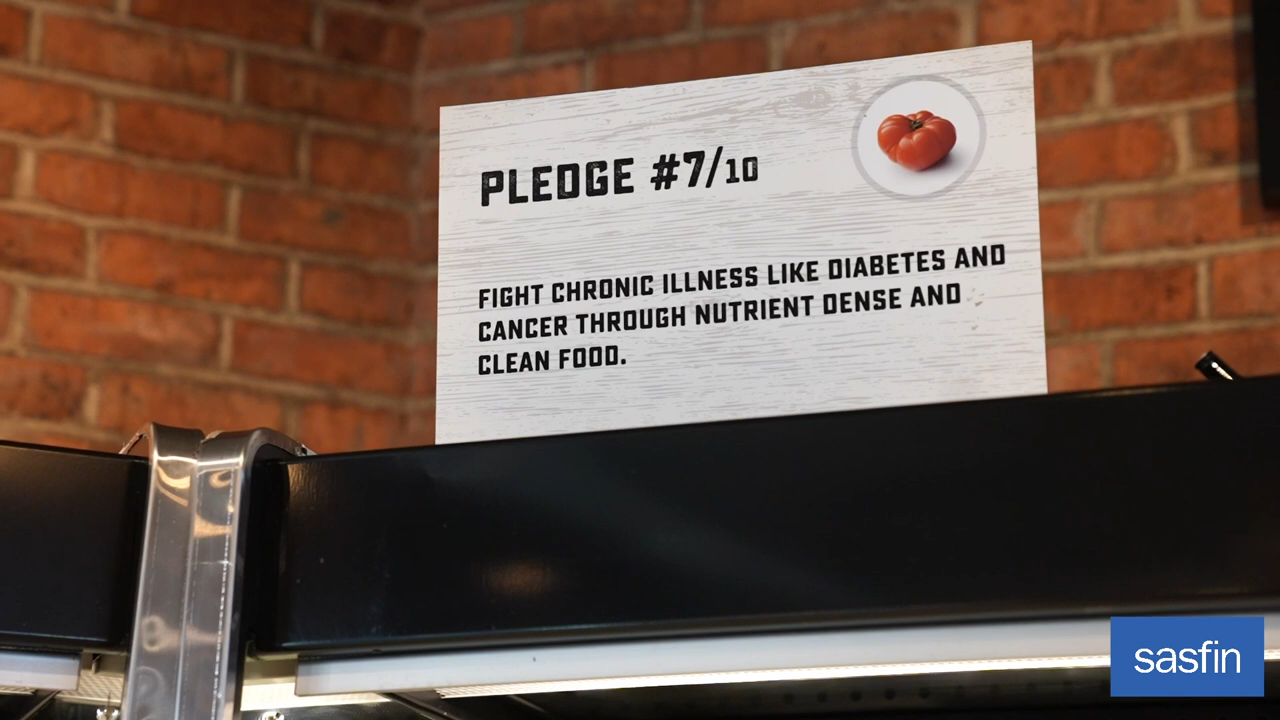 PLEDGE #7/10
FIGHT CHRONIC ILLNESS LIKE DIABETES AND
CANCER THROUGH NUTRIENT DENSE AND
CLEAN FOOD.
sasfin